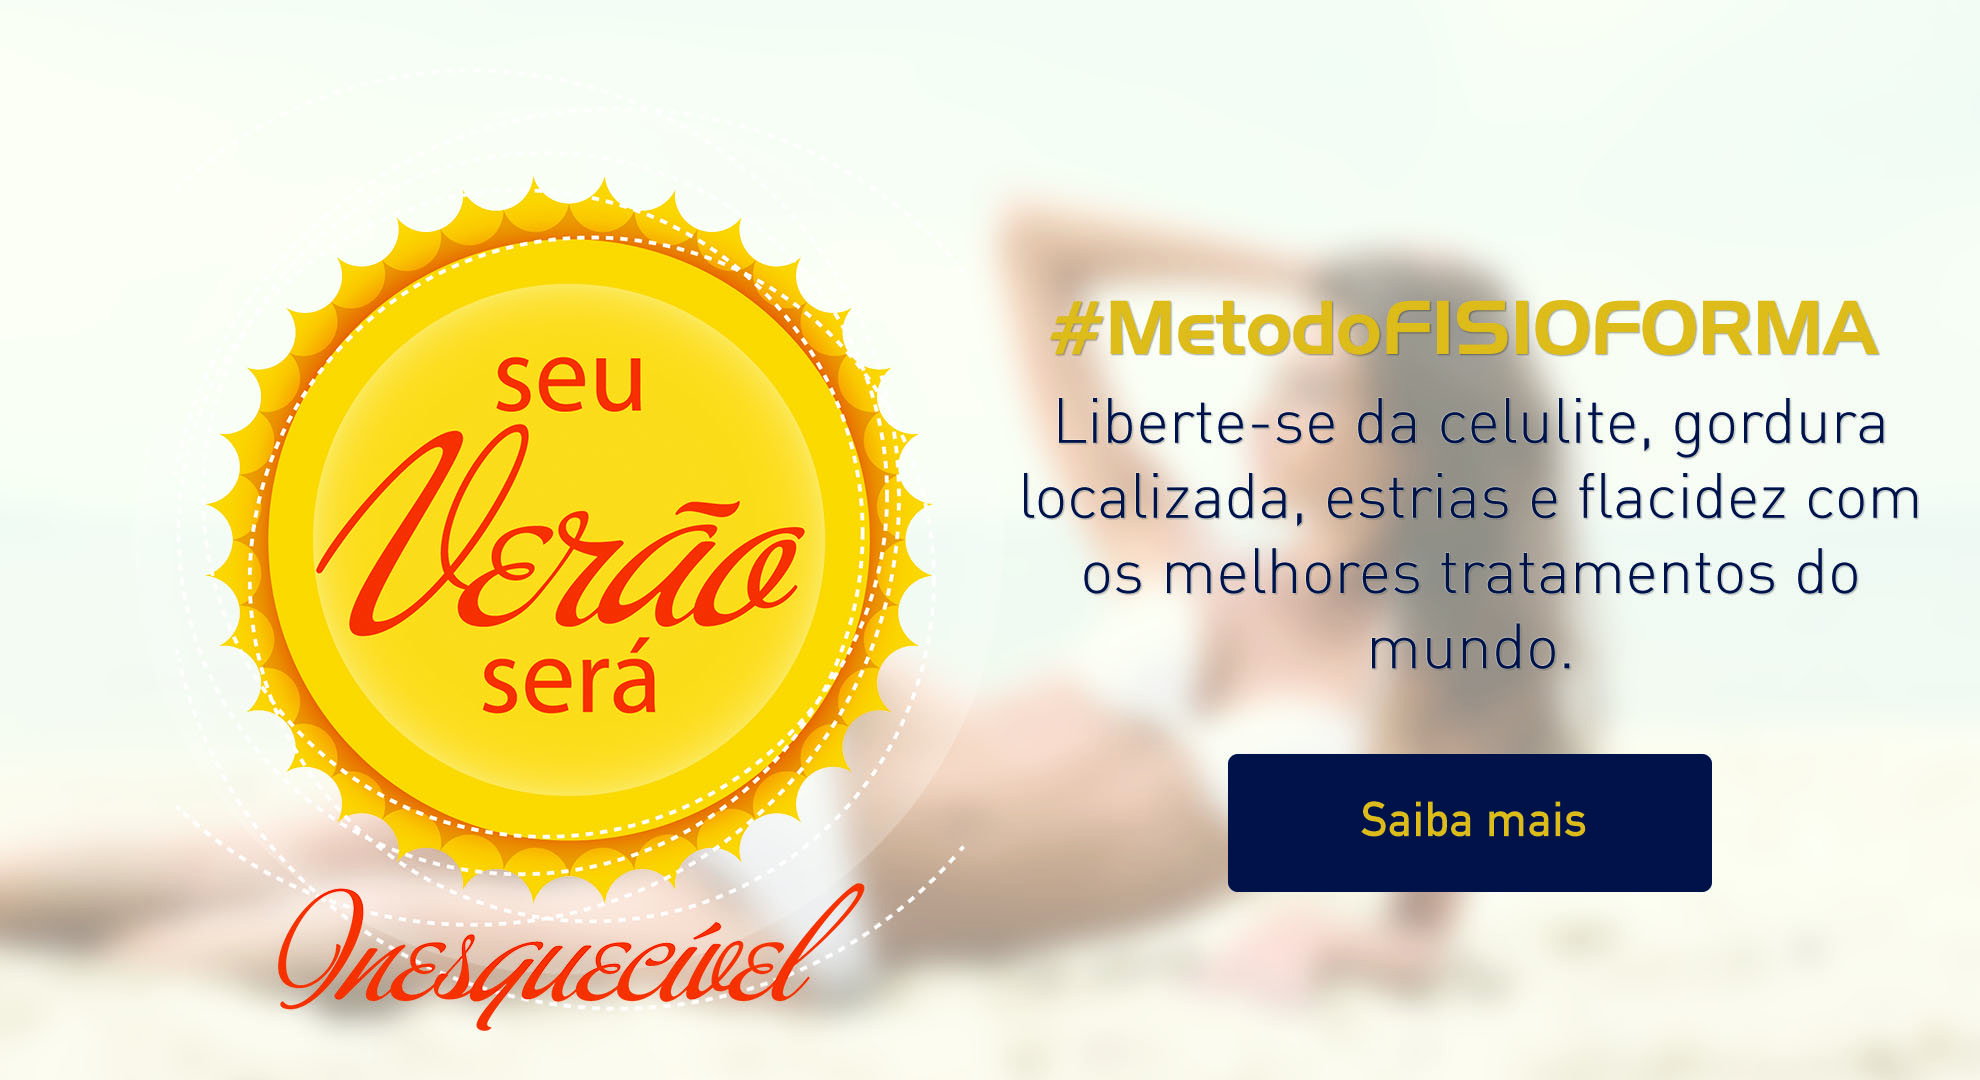 seu
Verão
será
Inesquecível
#MetodoFISIOFORMA
Liberte-se da celulite, gordura
localizada, estrias e flacidez com
os melhores tratamentos do
mundo.
Saiba mais